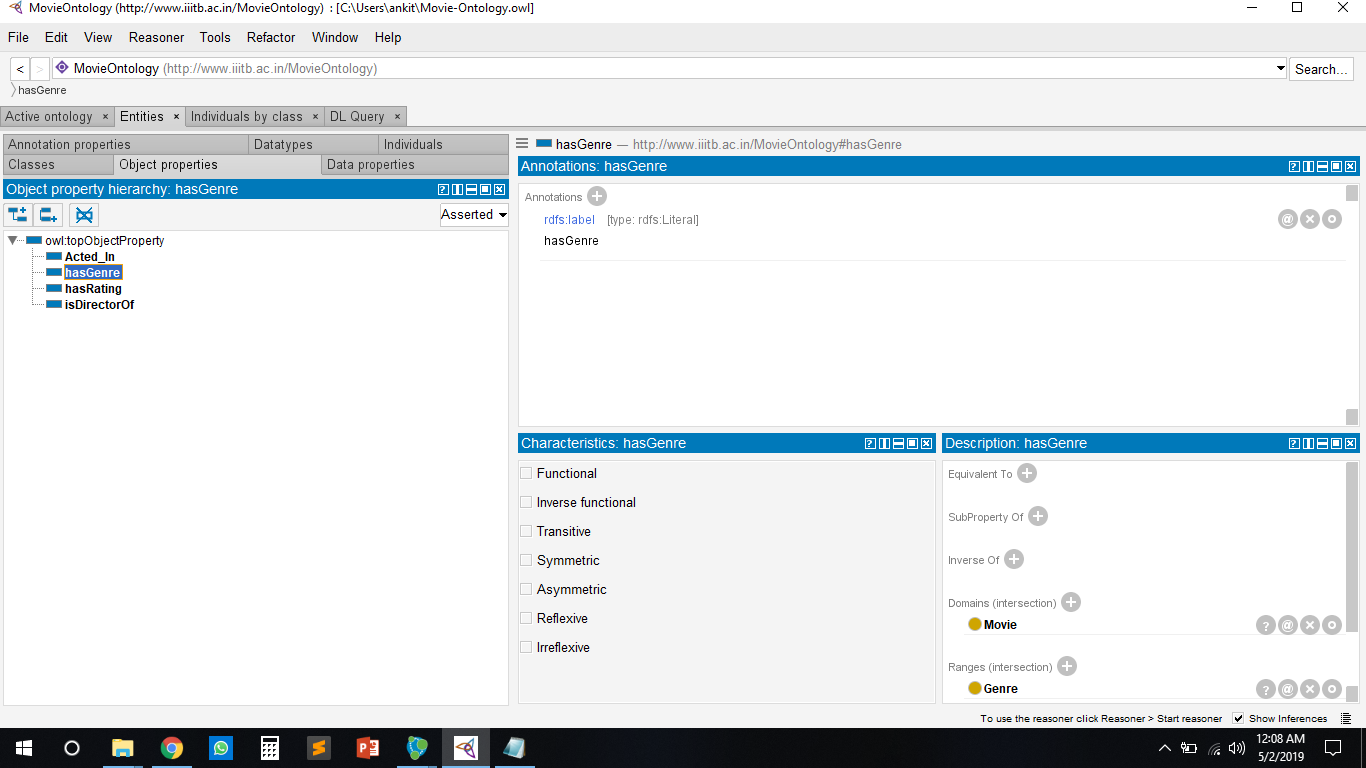 MovieOntology (http://www.iiitb.ac.in/MovieOntology) : [C:\Users\ankit\Movie-Ontology.owl]
File Edit View Reasoner Tools Refactor Window Help
< > MovieOntology (http://www.iiitb.ac.in/MovieOntology) Search...
hasGenre
Active ontology × Entities × Individuals by class × DL Query ×
Annotation properties Datatypes Individuals
Classes Object properties Data properties
Object property hierarchy: hasGenre
Asserted
owl:topObjectProperty
Acted_In
hasGenre
hasRating
isDirectorOf
hasGenre — http://www.iiitb.ac.in/MovieOntology#hasGenre
Annotations: hasGenre
Annotations
rdfs:label [type: rdfs:Literal]
hasGenre
Characteristics: hasGenre
Functional
Inverse functional
Transitive
Symmetric
Asymmetric
Reflexive
Irreflexive
Description: hasGenre
Equivalent To
SubProperty Of
Inverse Of
Domains (intersection)
Movie
Ranges (intersection)
Genre
To use the reasoner click Reasoner > Start reasoner Show Inferences
12:08 AM
5/2/2019